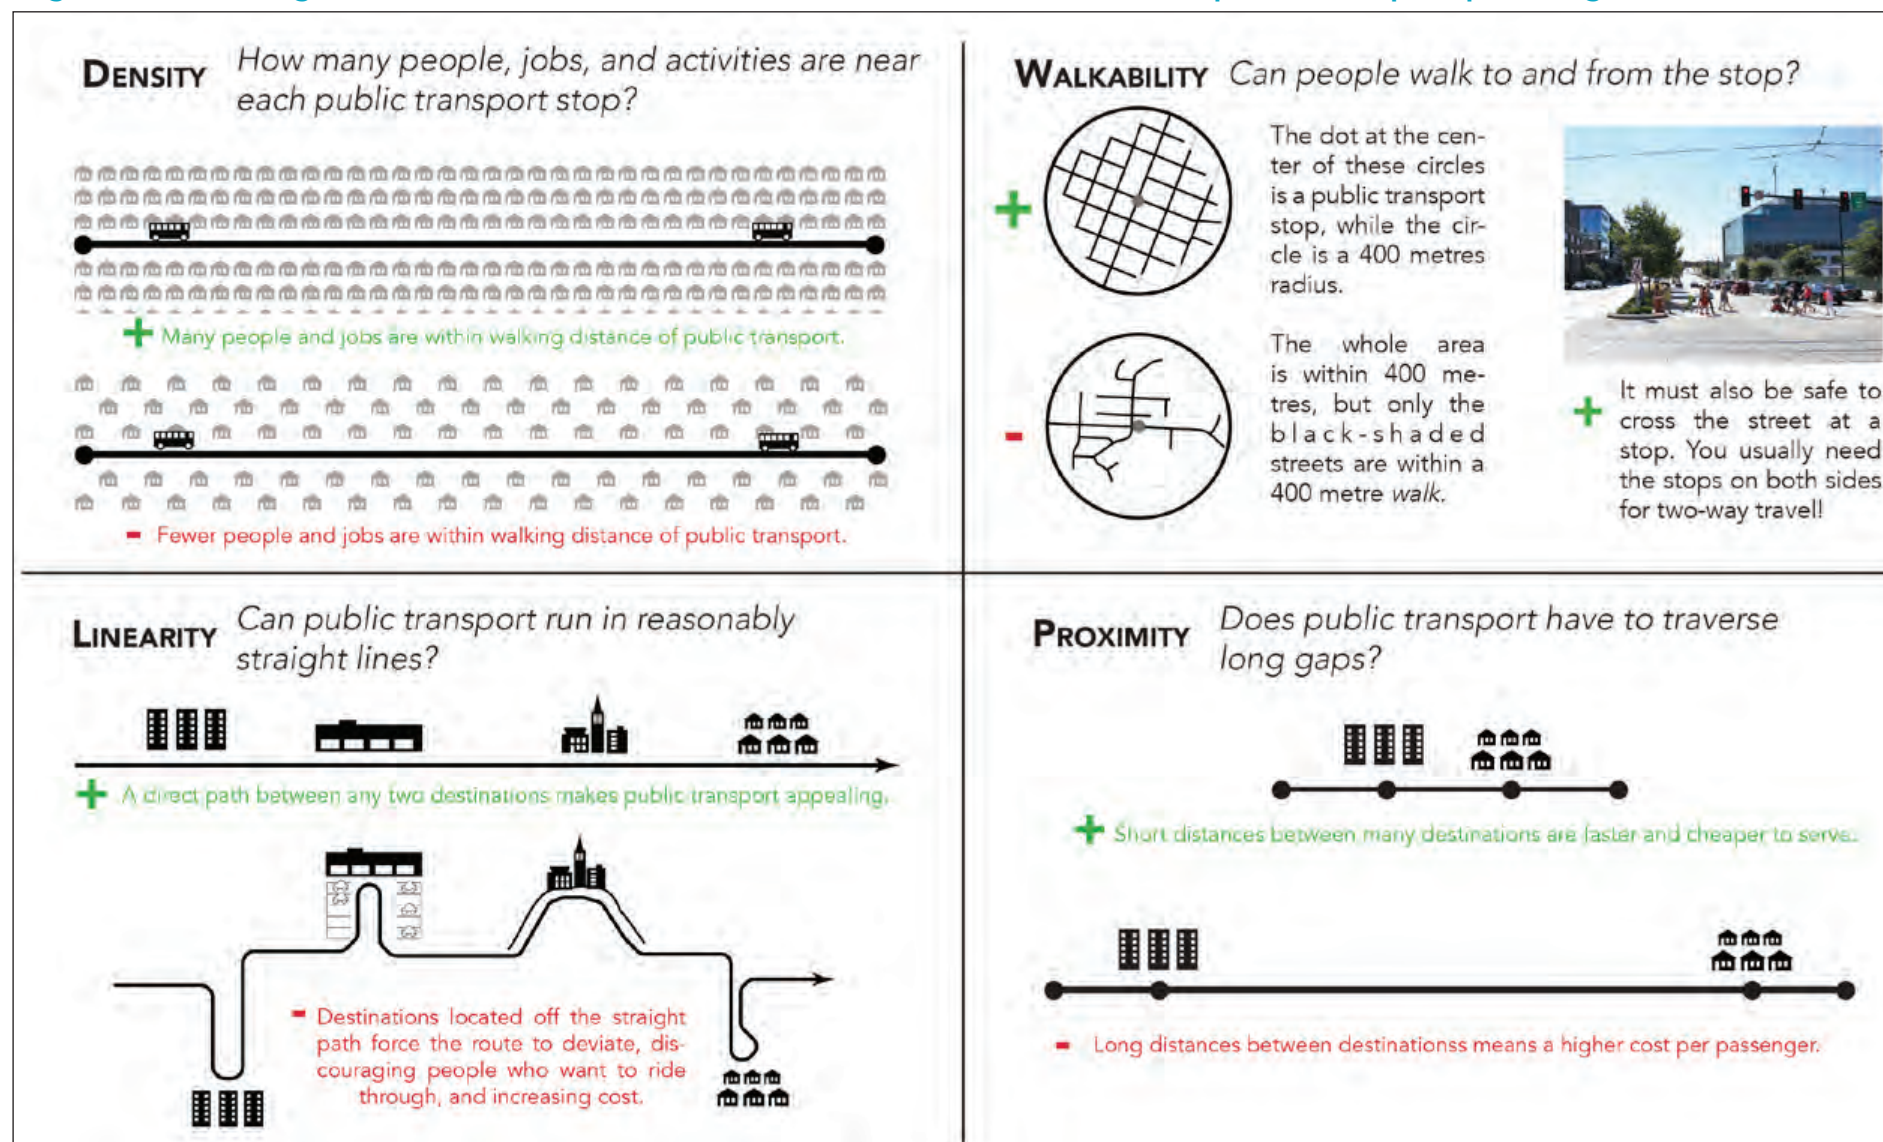 DENSITY
How many people, jobs, and activities are near
each public transport stop?
+ Many people and jobs are within walking distance of public transport.
- Fewer people and jobs are within walking distance of public transport.
WALKABILITY
Can people walk to and from the stop?
+
The dot at the cen-
ter of these circles
is a public transport
stop, while the cir-
cle is a 400 metres
radius.
-
The whole area
is within 400 me-
tres, but only the
black-shaded
streets are within a
400 metre walk.
+ It must also be safe to
cross the street at a
stop. You usually need
the stops on both sides
for two-way travel!
LINEARITY
Can public transport run in reasonably
straight lines?
+ A direct path between any two destinations makes public transport appealing.
- Destinations located off the straight
path force the route to deviate, dis-
couraging people who want to ride
through, and increasing cost.
PROXIMITY
Does public transport have to traverse
long gaps?
+ Short distances between many destinations are faster and cheaper to serve.
- Long distances between destinationss means a higher cost per passenger.